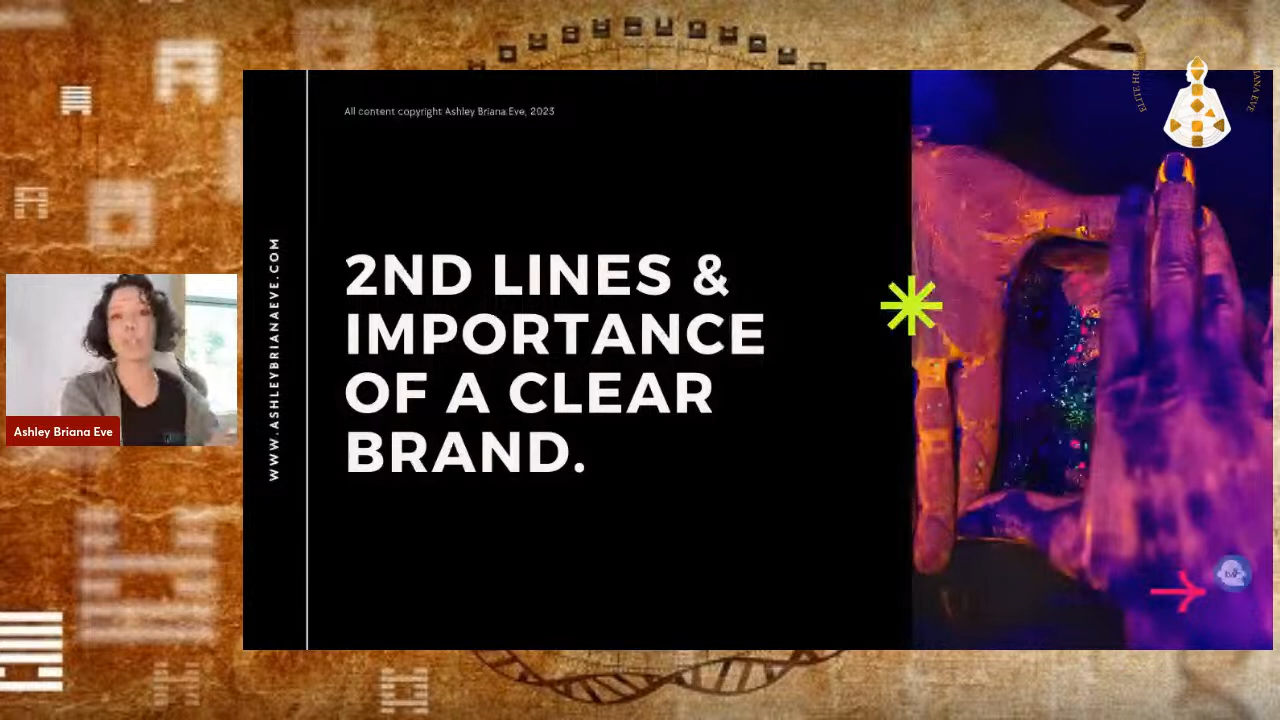 All content copyright Ashley Briana Eve, 2023
WWW.ASHLEYBRIANAEVE.COM
2ND LINES &
IMPORTANCE
OF A CLEAR
BRAND.
Ashley Briana Eve